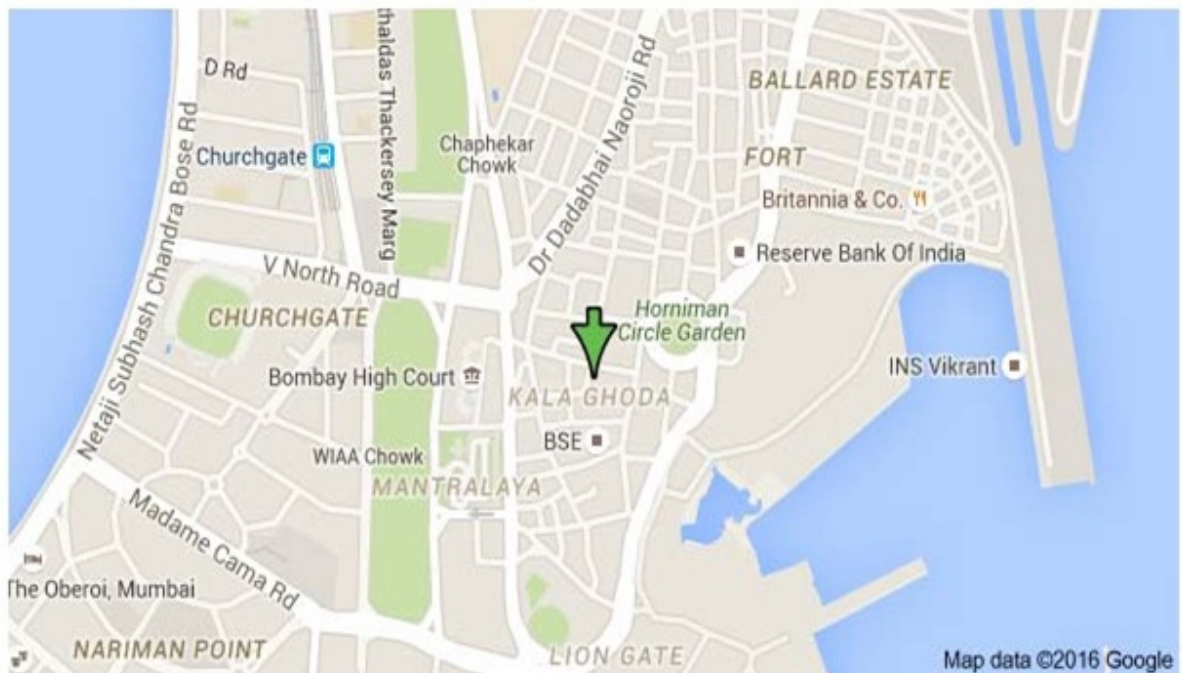 D Rd
thaldas Thackersey Marg
Dr Dadabhai Naoroji Rd
BALLARD ESTATE
Churchgate
Chaphekar
Chowk
FORT
Netaji Subhash Chandra Bose Rd
Britannia & Co.
V North Road
Reserve Bank Of India
CHURCHGATE
Horniman
Circle Garden
Bombay High Court
INS Vikrant
KALA GHODA
BSE
WIAA Chowk
MANTRALAYA
Madame Cama Rd
The Oberoi, Mumbai
NARIMAN POINT
LION GATE
Map data ©2016 Google